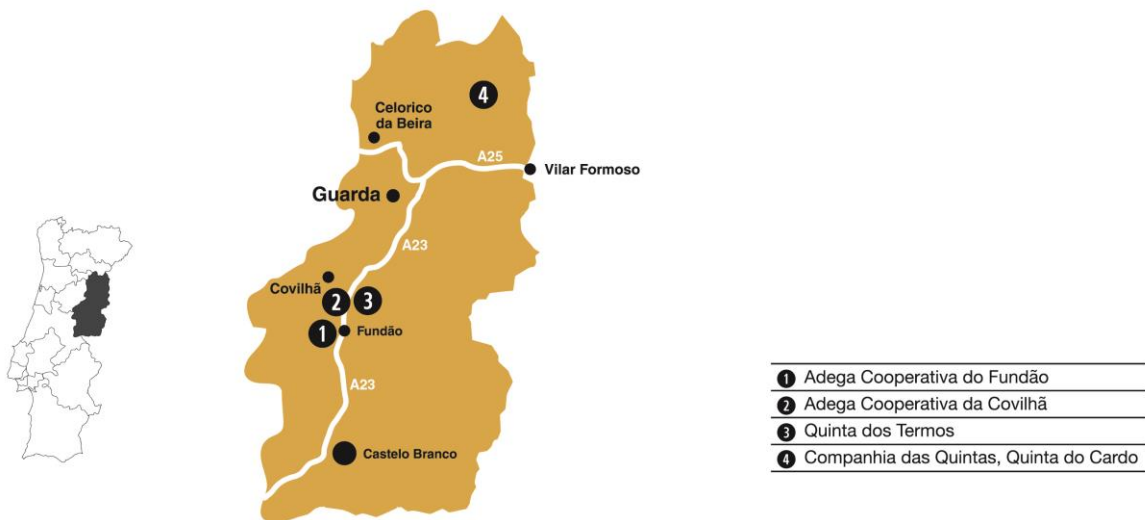 4
Celorico
da Beira
A25
Vilar Formoso
Guarda
A23
Covilhã
2
3
1
Fundão
A23
Castelo Branco
1 Adega Cooperativa do Fundão
2 Adega Cooperativa da Covilhã
3 Quinta dos Termos
4 Companhia das Quintas, Quinta do Cardo